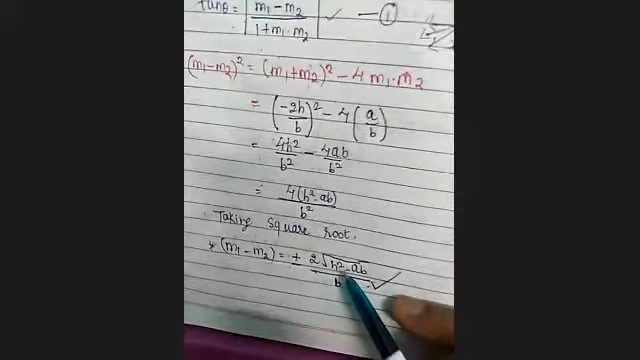 tanθ = | m₁ - m₂ / 1 + m₁ . m₂ | ✓ — ①
(m₁ - m₂)² = (m₁ + m₂)² - 4 m₁ . m₂
= (-2h / b)² - 4 (a / b)
= 4h² / b² - 4ab / b²
= 4(h² - ab) / b²
Taking square root.
* (m₁ - m₂) = ± 2√h² - ab / b ✓